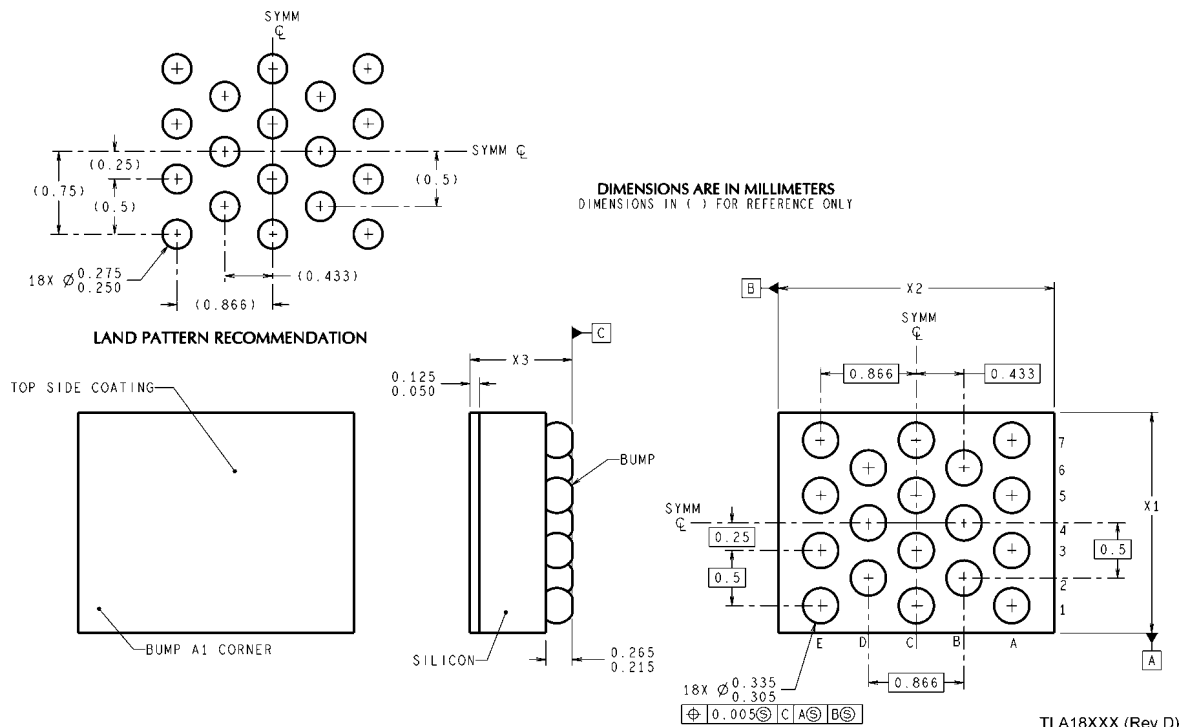 SYMM
℄
SYMM ℄
(0.25)
(0.75)
(0.5)
(0.5)
18X Ø 0.275
0.250
(0.433)
(0.866)
LAND PATTERN RECOMMENDATION
DIMENSIONS ARE IN MILLIMETERS
DIMENSIONS IN ( ) FOR REFERENCE ONLY
TOP SIDE COATING
BUMP A1 CORNER
X3
C
0.125
0.050
BUMP
SILICON
0.265
0.215
B
X2
SYMM
℄
0.866
0.433
7
6
5
4
3
2
1
X1
SYMM
℄
0.25
0.5
0.5
E D C B A
A
18X Ø 0.335
0.305
0.866
⌖ 0.005Ⓢ C AⓈ BⓈ
TLA18XXX (Rev D)